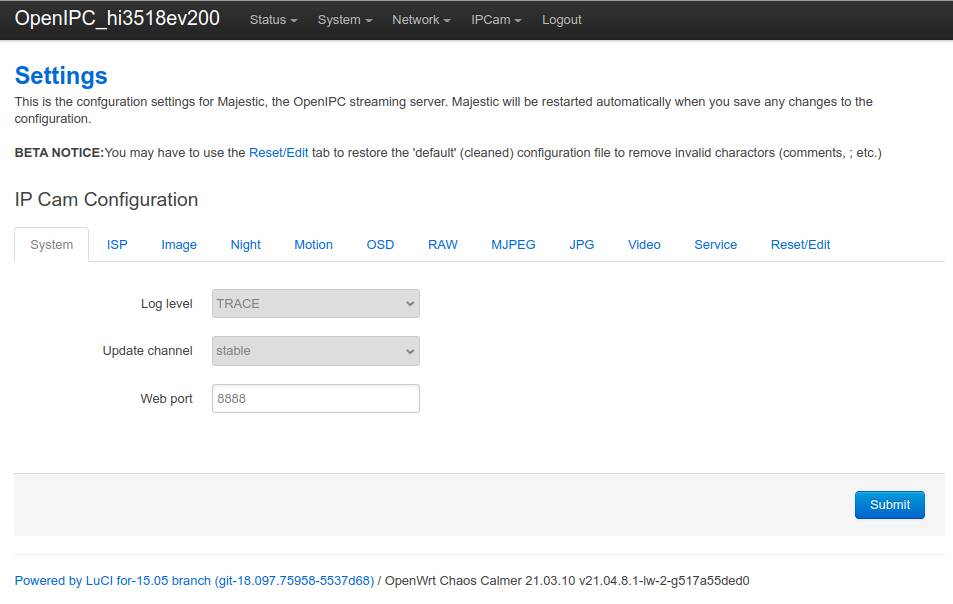 OpenIPC_hi3518ev200 Status System Network IPCam Logout
Settings
This is the confguration settings for Majestic, the OpenIPC streaming server. Majestic will be restarted automatically when you save any changes to the
configuration.
BETA NOTICE:You may have to use the Reset/Edit tab to restore the 'default' (cleaned) configuration file to remove invalid charactors (comments, ; etc.)
IP Cam Configuration
System ISP Image Night Motion OSD RAW MJPEG JPG Video Service Reset/Edit
Log level TRACE
Update channel stable
Web port 8888
Submit
Powered by LuCI for-15.05 branch (git-18.097.75958-5537d68) / OpenWrt Chaos Calmer 21.03.10 v21.04.8.1-lw-2-g517a55ded0